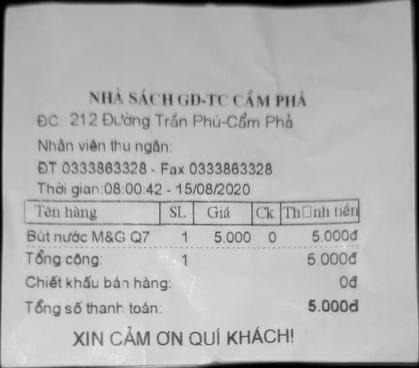 NHÀ SÁCH GD-TC CẨM PHẢ
ĐC: 212 Đường Trần Phú-Cẩm Phả
Nhân viên thu ngân:
ĐT 0333863328 - Fax 0333863328
Thời gian:08:00:42 - 15/08/2020
Tên hàng SL Giá Ck Th□nh tiền
Bút nước M&G Q7 1 5.000 0 5.000đ
Tổng cộng: 1 5.000đ
Chiết khấu bán hàng: 0đ
Tổng số thanh toán: 5.000đ
XIN CẢM ƠN QUÍ KHÁCH!